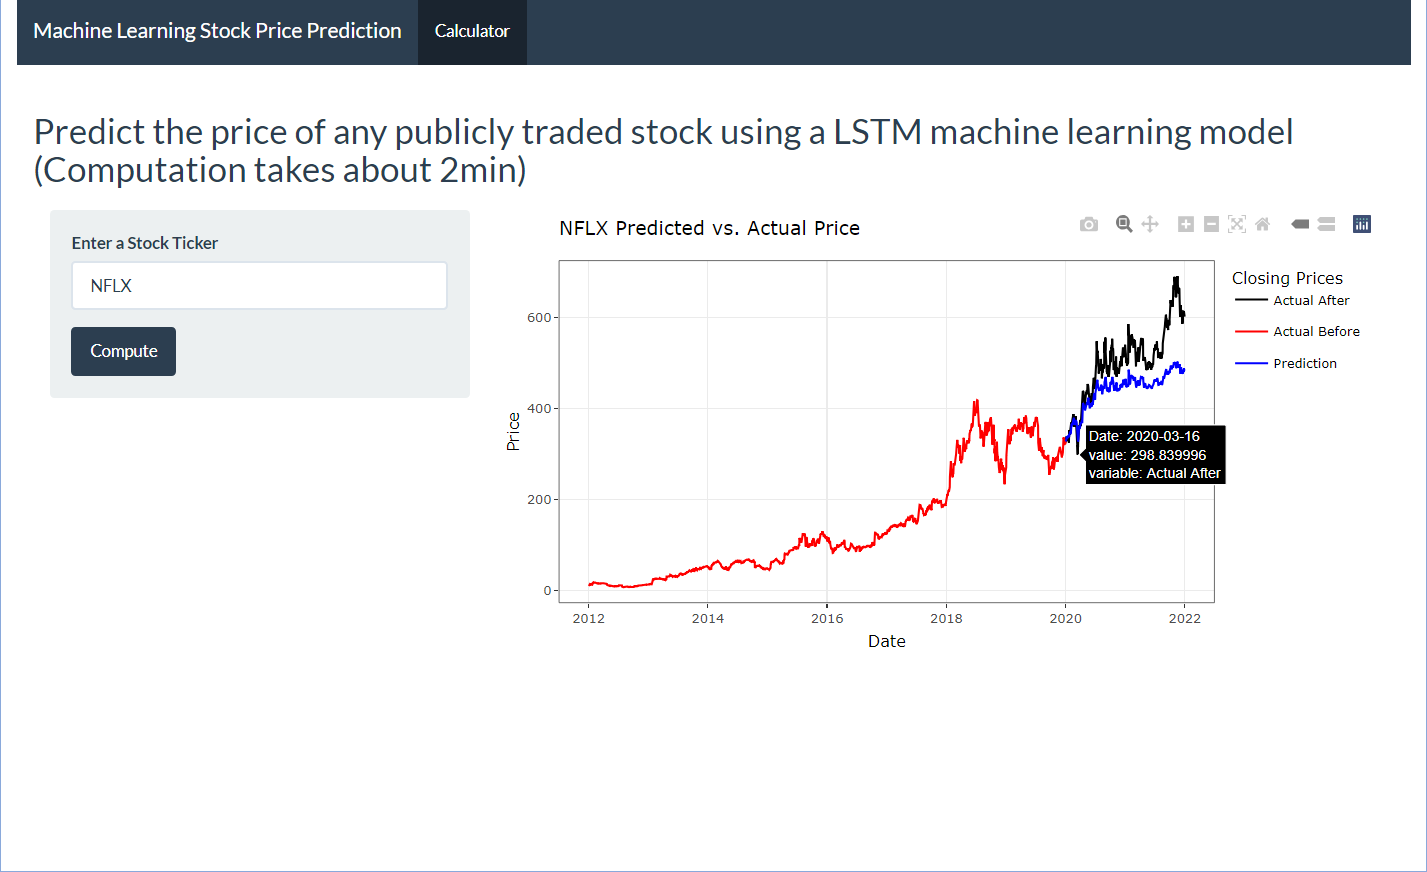 Machine Learning Stock Price Prediction
Calculator
Predict the price of any publicly traded stock using a LSTM machine learning model
(Computation takes about 2min)
Enter a Stock Ticker
NFLX
Compute
NFLX Predicted vs. Actual Price
Closing Prices
Actual After
Actual Before
Prediction
Price
600
400
200
0
Date: 2020-03-16
value: 298.839996
variable: Actual After
2012
2014
2016
2018
2020
2022
Date